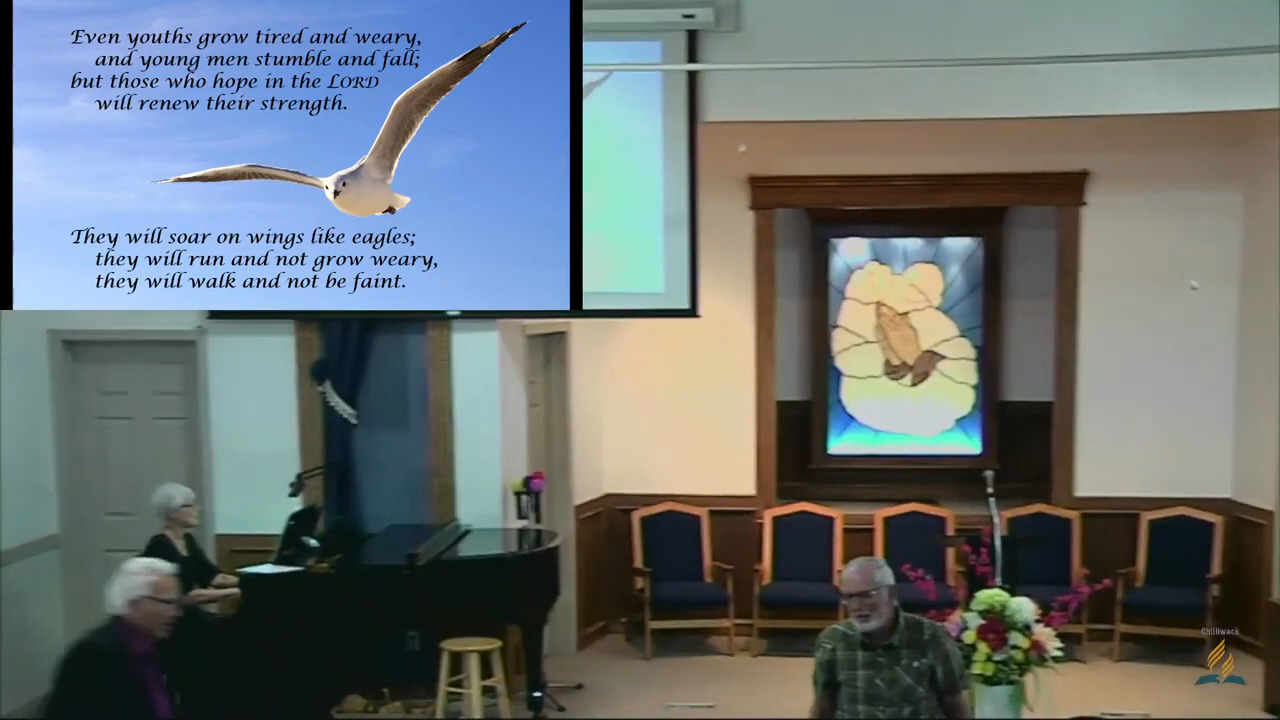 Even youths grow tired and weary,
and young men stumble and fall;
but those who hope in the LORD
will renew their strength.
They will soar on wings like eagles;
they will run and not grow weary,
they will walk and not be faint.
Chilliwack